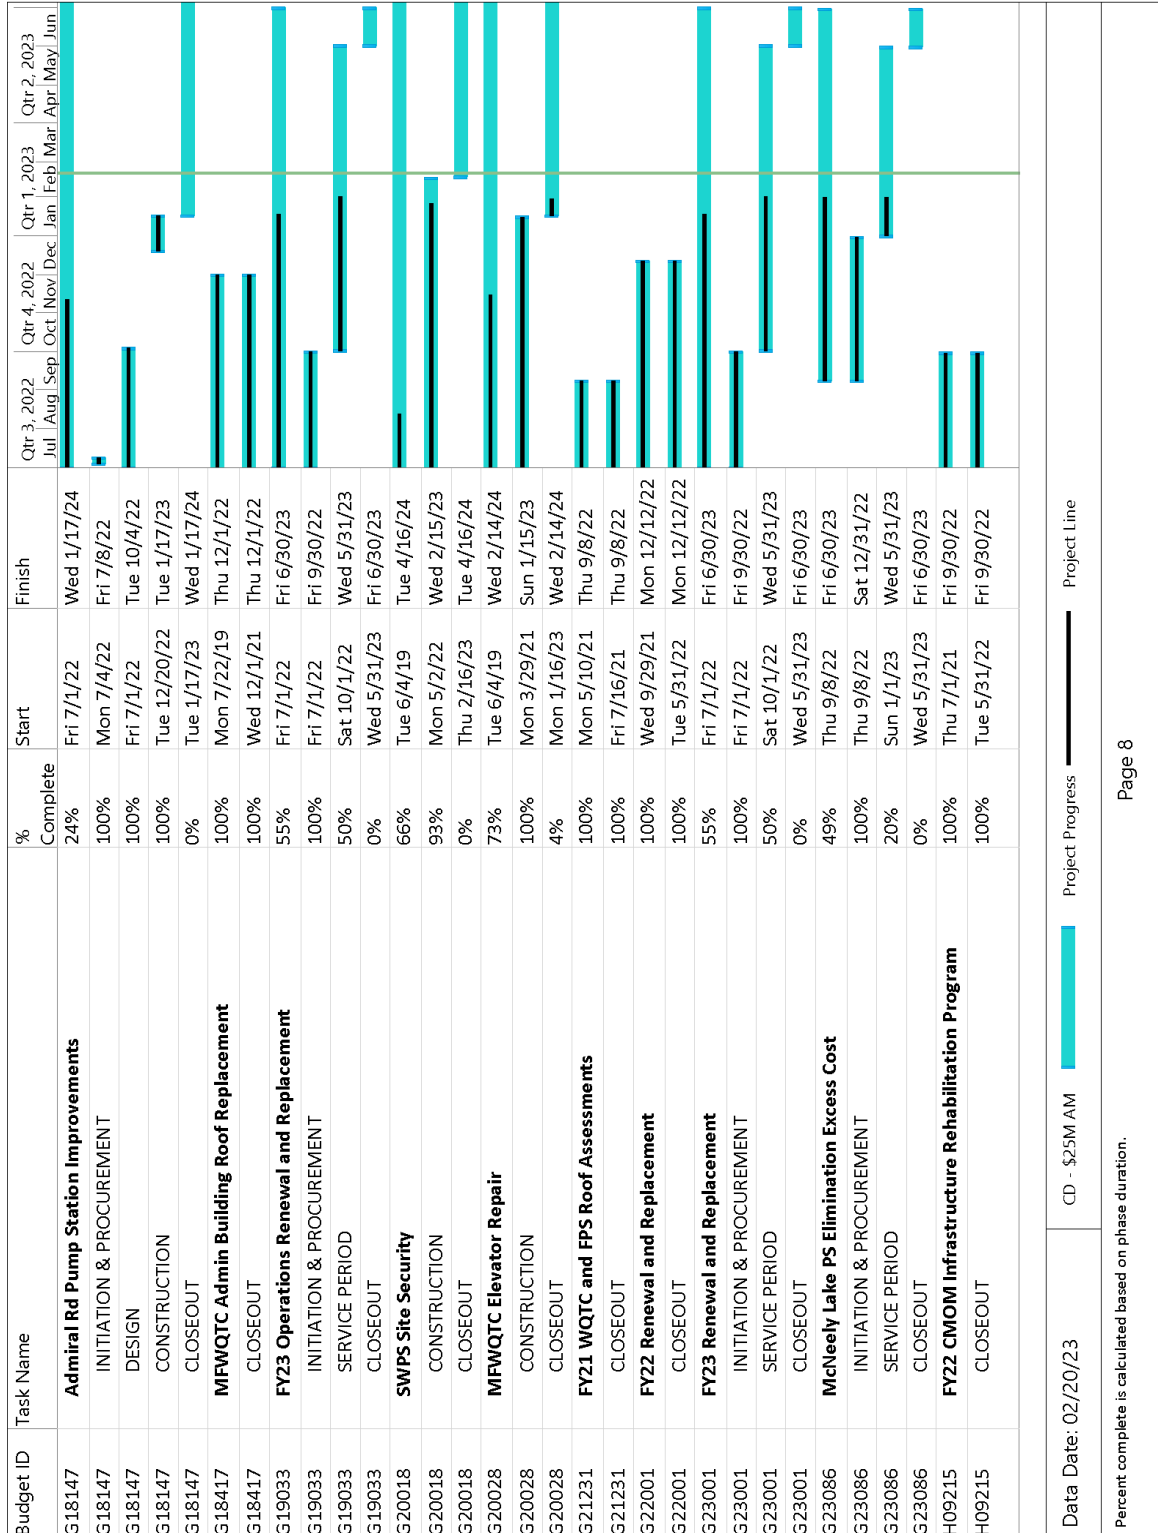 Budget ID Task Name % Complete Start Finish Qtr 3, 2022 Qtr 4, 2022 Qtr 1, 2023 Qtr 2, 2023
Jul Aug Sep Oct Nov Dec Jan Feb Mar Apr May Jun
G18147 Admiral Rd Pump Station Improvements 24% Fri 7/1/22 Wed 1/17/24
G18147 INITIATION & PROCUREMENT 100% Mon 7/4/22 Fri 7/8/22
G18147 DESIGN 100% Fri 7/1/22 Tue 10/4/22
G18147 CONSTRUCTION 100% Tue 12/20/22 Tue 1/17/23
G18147 CLOSEOUT 0% Tue 1/17/23 Wed 1/17/24
G18417 MFWQTC Admin Building Roof Replacement 100% Mon 7/22/19 Thu 12/1/22
G18417 CLOSEOUT 100% Wed 12/1/21 Thu 12/1/22
G19033 FY23 Operations Renewal and Replacement 55% Fri 7/1/22 Fri 6/30/23
G19033 INITIATION & PROCUREMENT 100% Fri 7/1/22 Fri 9/30/22
G19033 SERVICE PERIOD 50% Sat 10/1/22 Wed 5/31/23
G19033 CLOSEOUT 0% Wed 5/31/23 Fri 6/30/23
G20018 SWPS Site Security 66% Tue 6/4/19 Tue 4/16/24
G20018 CONSTRUCTION 93% Mon 5/2/22 Wed 2/15/23
G20018 CLOSEOUT 0% Thu 2/16/23 Tue 4/16/24
G20028 MFWQTC Elevator Repair 73% Tue 6/4/19 Wed 2/14/24
G20028 CONSTRUCTION 100% Mon 3/29/21 Sun 1/15/23
G20028 CLOSEOUT 4% Mon 1/16/23 Wed 2/14/24
G21231 FY21 WQTC and FPS Roof Assessments 100% Mon 5/10/21 Thu 9/8/22
G21231 CLOSEOUT 100% Fri 7/16/21 Thu 9/8/22
G22001 FY22 Renewal and Replacement 100% Wed 9/29/21 Mon 12/12/22
G22001 CLOSEOUT 100% Tue 5/31/22 Mon 12/12/22
G23001 FY23 Renewal and Replacement 55% Fri 7/1/22 Fri 6/30/23
G23001 INITIATION & PROCUREMENT 100% Fri 7/1/22 Fri 9/30/22
G23001 SERVICE PERIOD 50% Sat 10/1/22 Wed 5/31/23
G23001 CLOSEOUT 0% Wed 5/31/23 Fri 6/30/23
G23086 McNeely Lake PS Elimination Excess Cost 49% Thu 9/8/22 Fri 6/30/23
G23086 INITIATION & PROCUREMENT 100% Thu 9/8/22 Sat 12/31/22
G23086 SERVICE PERIOD 20% Sun 1/1/23 Wed 5/31/23
G23086 CLOSEOUT 0% Wed 5/31/23 Fri 6/30/23
H09215 FY22 CMOM Infrastructure Rehabilitation Program 100% Thu 7/1/21 Fri 9/30/22
H09215 CLOSEOUT 100% Tue 5/31/22 Fri 9/30/22
Data Date: 02/20/23 CD - $25M AM Project Progress Project Line
Page 8
Percent complete is calculated based on phase duration.